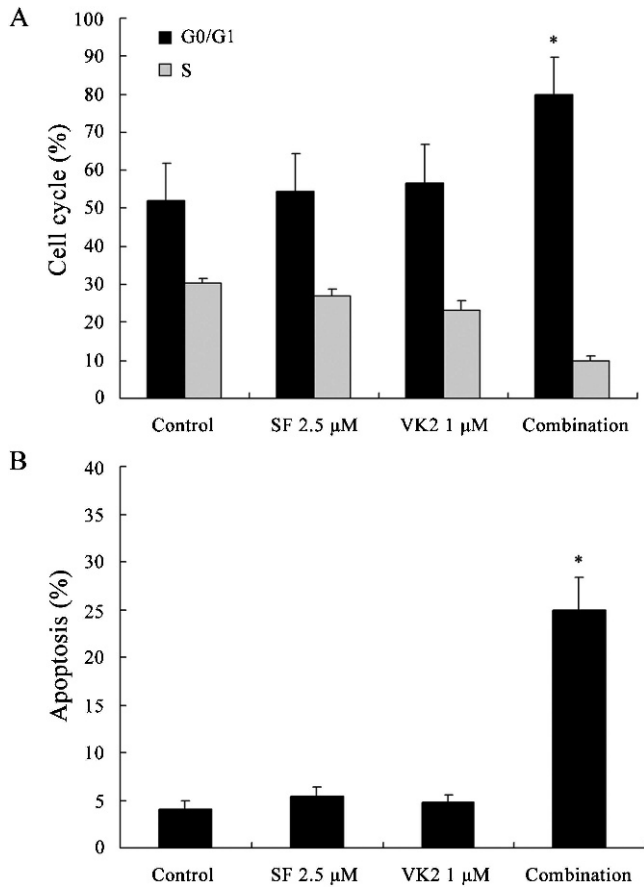 A
G0/G1
S
*
100
90
80
70
60
50
40
30
20
10
0
Cell cycle (%)
Control SF 2.5 μM VK2 1 μM Combination
B
*
40
35
30
25
20
15
10
5
0
Apoptosis (%)
Control SF 2.5 μM VK2 1 μM Combination